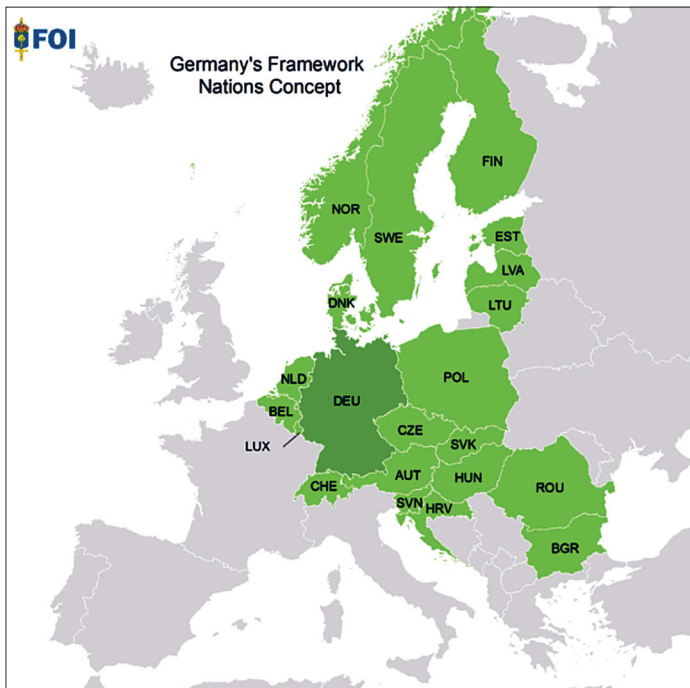 FOI
Germany's Framework
Nations Concept
FIN
NOR
SWE
EST
LVA
LTU
DNK
NLD
POL
DEU
BEL
CZE
LUX
SVK
AUT
HUN
CHE
ROU
SVN
HRV
BGR